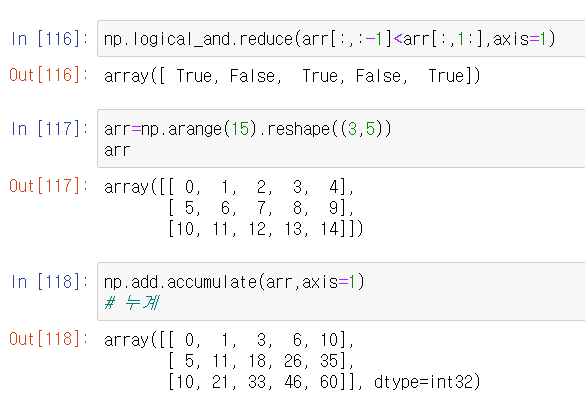 In [116]: np.logical_and.reduce(arr[:,:-1]<arr[:,1:],axis=1)
Out[116]: array([ True, False,  True, False,  True])
In [117]: arr=np.arange(15).reshape((3,5))
arr
Out[117]: array([[ 0,  1,  2,  3,  4],
[ 5,  6,  7,  8,  9],
[10, 11, 12, 13, 14]])
In [118]: np.add.accumulate(arr,axis=1)
# 누계
Out[118]: array([[ 0,  1,  3,  6, 10],
[ 5, 11, 18, 26, 35],
[10, 21, 33, 46, 60]], dtype=int32)